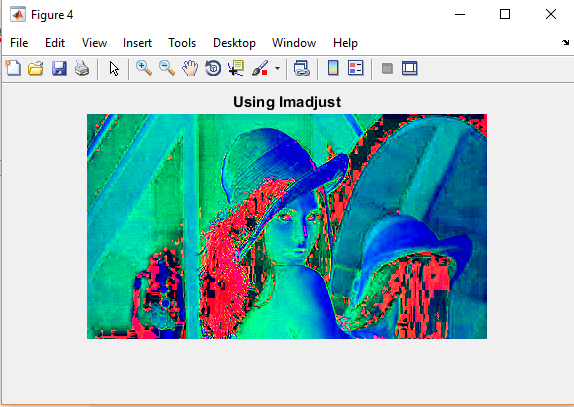 Figure 4
File Edit View Insert Tools Desktop Window Help
Using Imadjust